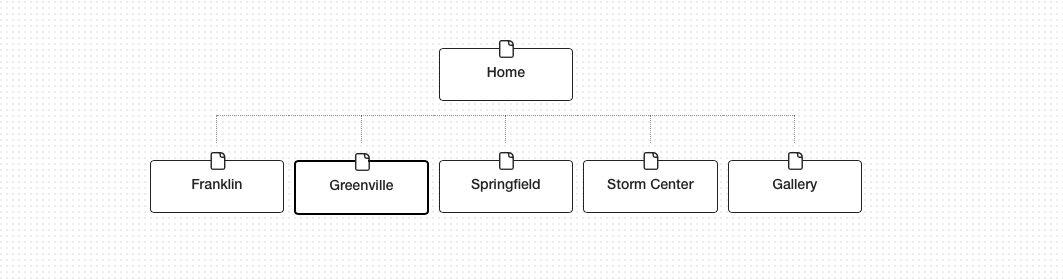 Home
Franklin
Greenville
Springfield
Storm Center
Gallery